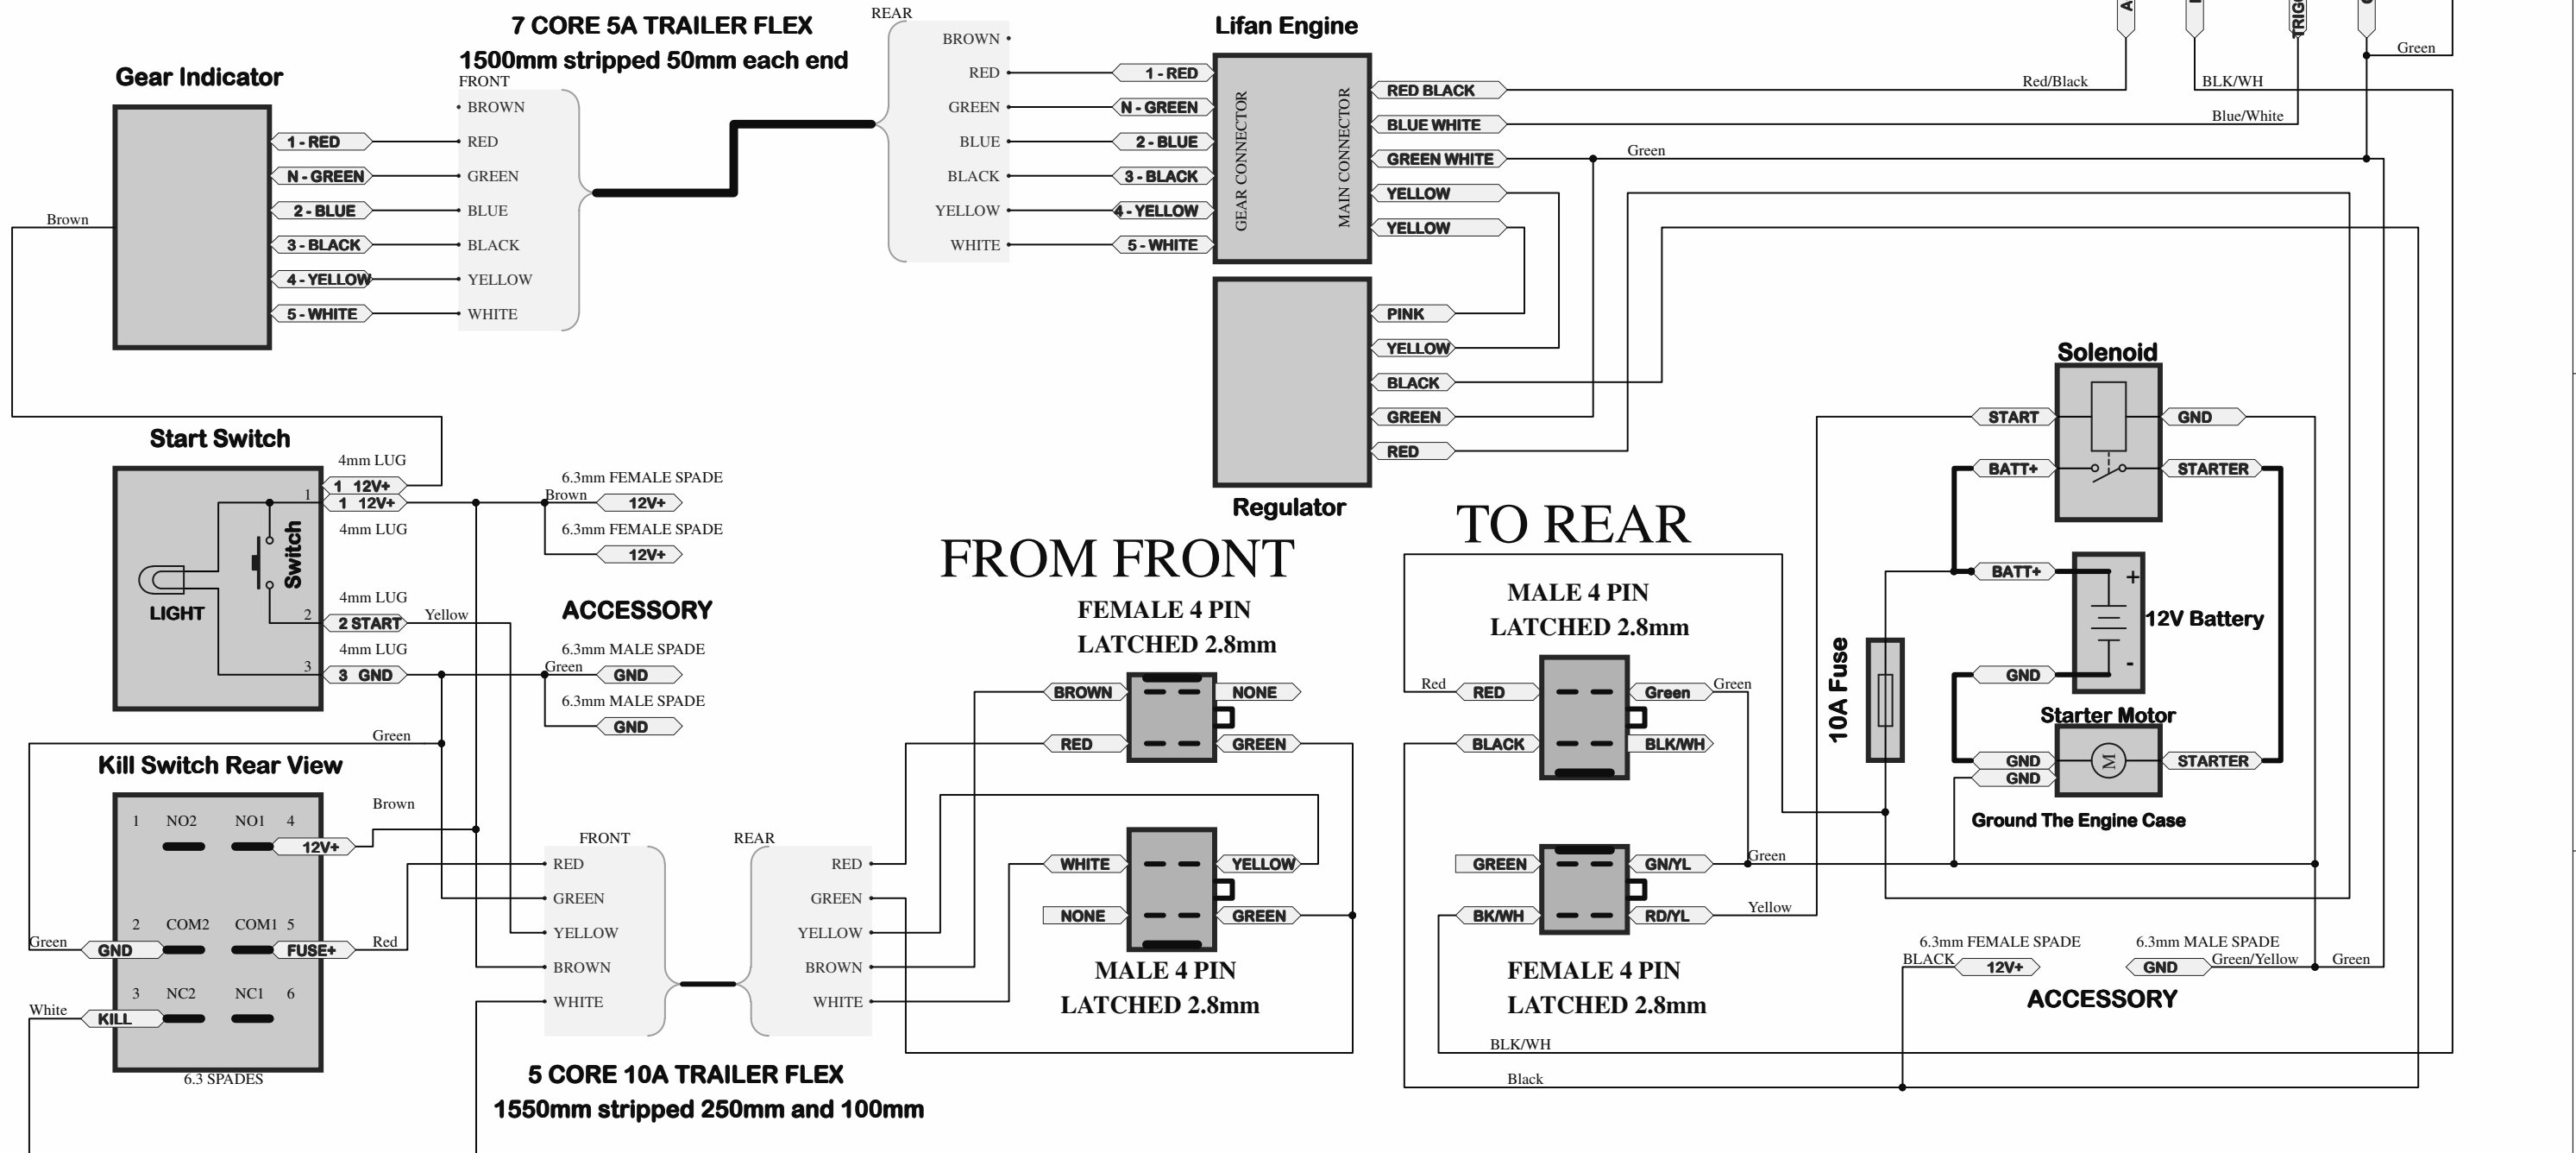 7 CORE 5A TRAILER FLEX
1500mm stripped 50mm each end
Gear Indicator
1 - RED
N - GREEN
2 - BLUE
3 - BLACK
4 - YELLOW
5 - WHITE
Brown
FRONT
BROWN
RED
GREEN
BLUE
BLACK
YELLOW
WHITE
REAR
BROWN
RED
GREEN
BLUE
BLACK
YELLOW
WHITE
Lifan Engine
1 - RED
N - GREEN
2 - BLUE
3 - BLACK
4 - YELLOW
5 - WHITE
GEAR CONNECTOR
MAIN CONNECTOR
RED BLACK
BLUE WHITE
GREEN WHITE
YELLOW
YELLOW
Red/Black
BLK/WH
Blue/White
Green
Green
PINK
YELLOW
BLACK
GREEN
RED
Regulator
Start Switch
4mm LUG
1 12V+
1 12V+
1
4mm LUG
Switch
LIGHT
4mm LUG
2
2 START
Yellow
4mm LUG
3
3 GND
6.3mm FEMALE SPADE
Brown
12V+
6.3mm FEMALE SPADE
12V+
ACCESSORY
6.3mm MALE SPADE
Green
GND
6.3mm MALE SPADE
GND
Green
Kill Switch Rear View
Brown
1 NO2 NO1 4
12V+
2 COM2 COM1 5
Green
GND
FUSE+
Red
3 NC2 NC1 6
White
KILL
6.3 SPADES
FRONT
RED
GREEN
YELLOW
BROWN
WHITE
REAR
RED
GREEN
YELLOW
BROWN
WHITE
5 CORE 10A TRAILER FLEX
1550mm stripped 250mm and 100mm
FROM FRONT
FEMALE 4 PIN
LATCHED 2.8mm
BROWN
NONE
RED
GREEN
WHITE
YELLOW
NONE
GREEN
MALE 4 PIN
LATCHED 2.8mm
TO REAR
MALE 4 PIN
LATCHED 2.8mm
Red
RED
Green
Green
BLACK
BLK/WH
GREEN
GN/YL
Green
BK/WH
RD/YL
Yellow
FEMALE 4 PIN
LATCHED 2.8mm
BLK/WH
Black
Solenoid
START
GND
BATT+
STARTER
BATT+
+
12V Battery
-
GND
10A Fuse
Starter Motor
GND
GND
M
STARTER
Ground The Engine Case
6.3mm FEMALE SPADE
BLACK
12V+
6.3mm MALE SPADE
GND
Green/Yellow
Green
ACCESSORY